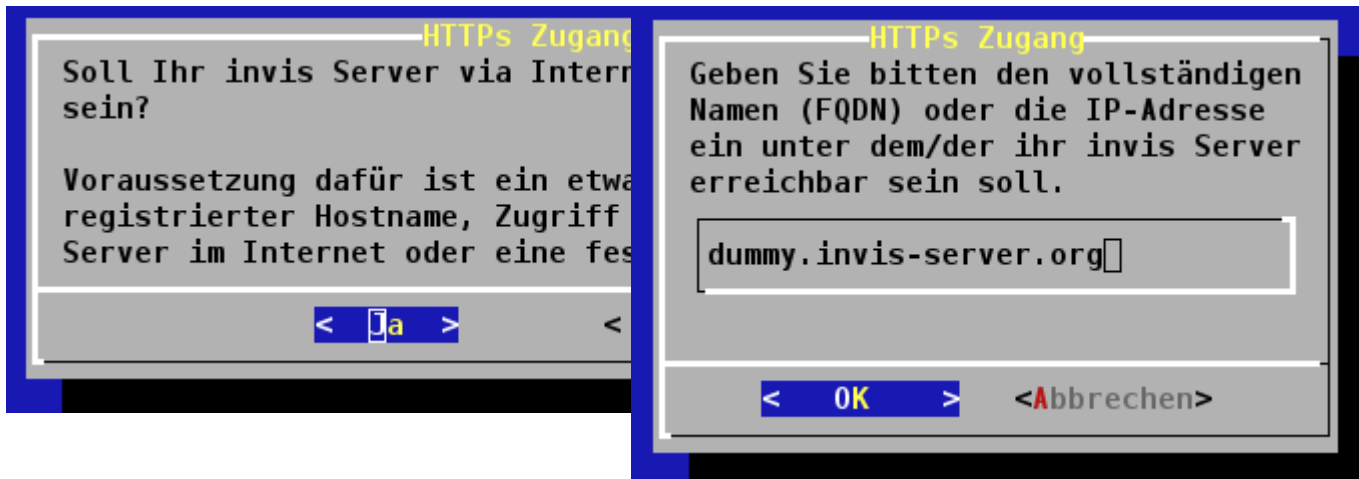 HTTPs Zugang
Soll Ihr invis Server via Intern
sein?
Voraussetzung dafür ist ein etwa
registrierter Hostname, Zugriff
Server im Internet oder eine fes
< Ja > <
HTTPs Zugang
Geben Sie bitten den vollständigen
Namen (FQDN) oder die IP-Adresse
ein unter dem/der ihr invis Server
erreichbar sein soll.
dummy.invis-server.org
< OK > <Abbrechen>